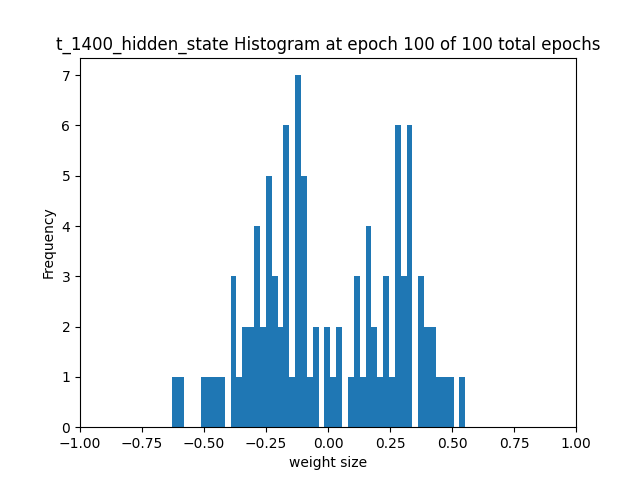 t_1400_hidden_state Histogram at epoch 100 of 100 total epochs
7
6
5
4
3
2
1
0
Frequency
−1.00 −0.75 −0.50 −0.25 0.00 0.25 0.50 0.75 1.00
weight size